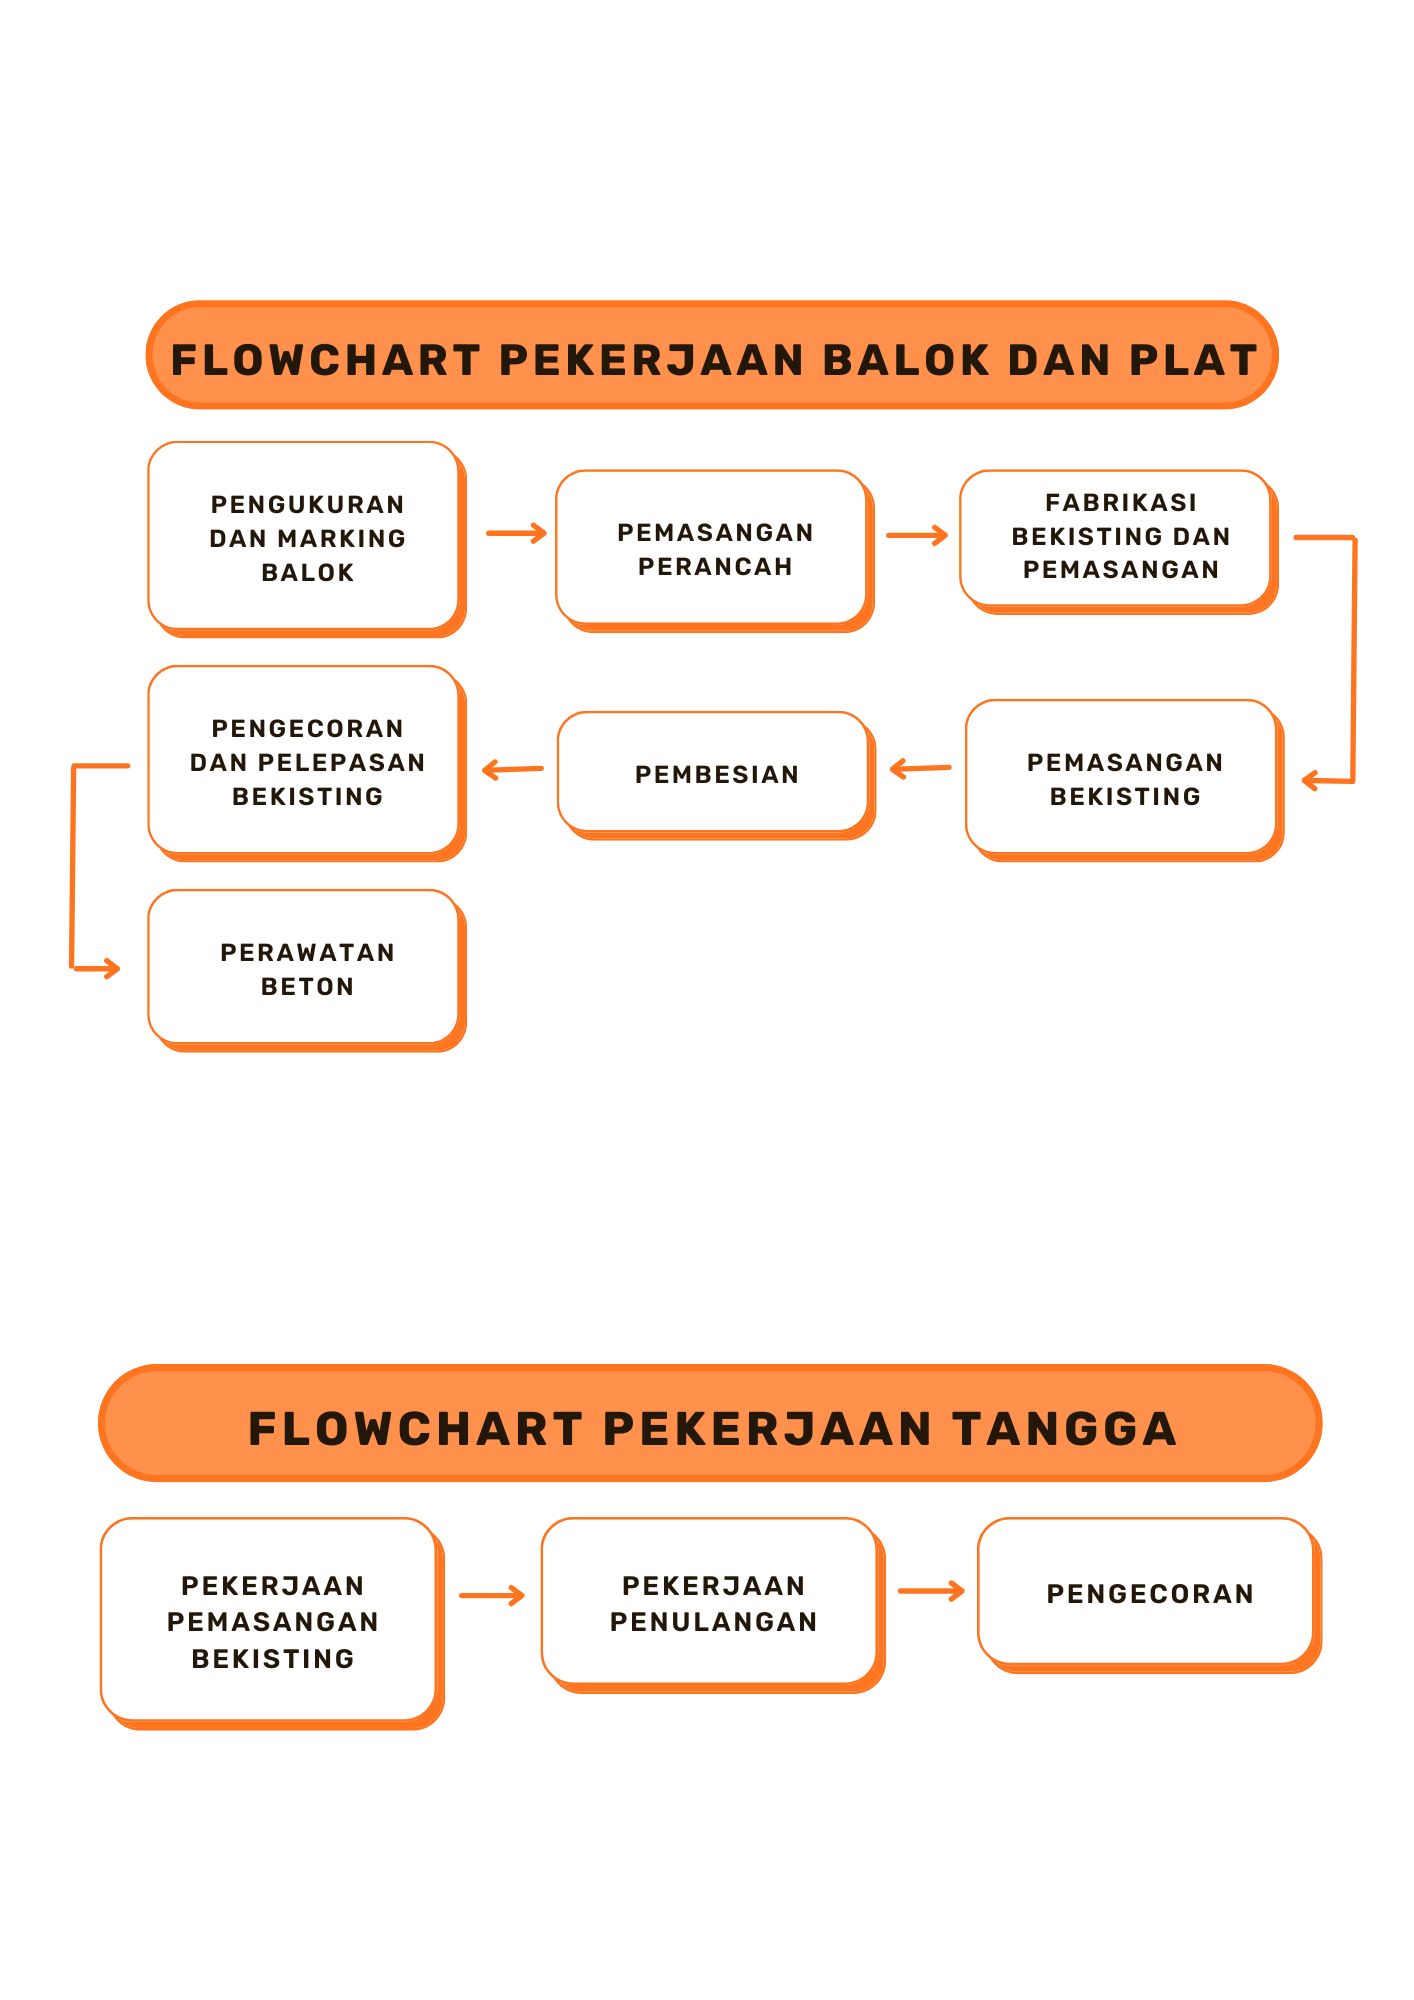 FLOWCHART PEKERJAAN BALOK DAN PLAT
PENGUKURAN
DAN MARKING
BALOK
PEMASANGAN
PERANCAH
FABRIKASI
BEKISTING DAN
PEMASANGAN
PEMASANGAN
BEKISTING
PEMBESIAN
PENGECORAN
DAN PELEPASAN
BEKISTING
PERAWATAN
BETON
FLOWCHART PEKERJAAN TANGGA
PEKERJAAN
PEMASANGAN
BEKISTING
PEKERJAAN
PENULANGAN
PENGECORAN